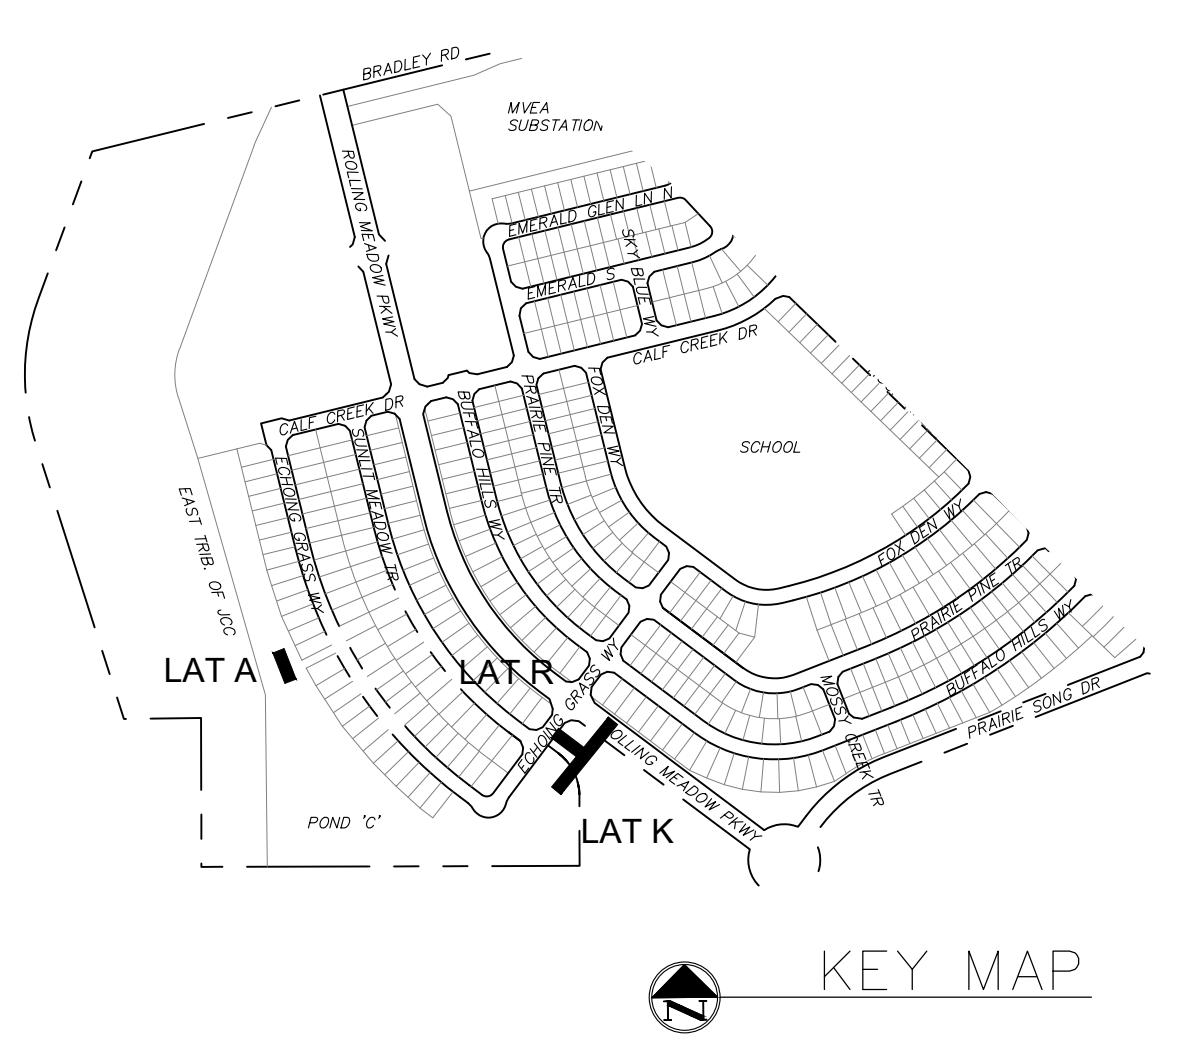 BRADLEY RD
MVEA
SUBSTATION
ROLLING MEADOW PKWY
EMERALD GLEN LN N
SKY BLUE WY
EMERALD S
CALF CREEK DR
CALF CREEK DR
FOX DEN WY
PRAIRIE PINE TR
BUFFALO HILLS WY
SUNLIT MEADOW TR
ECHOING GRASS WY
SCHOOL
EAST TRIB. OF JCC
FOX DEN WY
PRAIRIE PINE TR
BUFFALO HILLS WY
LAT A
LAT R
ECHOING GRASS WY
MOSSY CREEK TR
PRAIRIE SONG DR
ROLLING MEADOW PKWY
POND 'C'
LAT K
KEY MAP
N